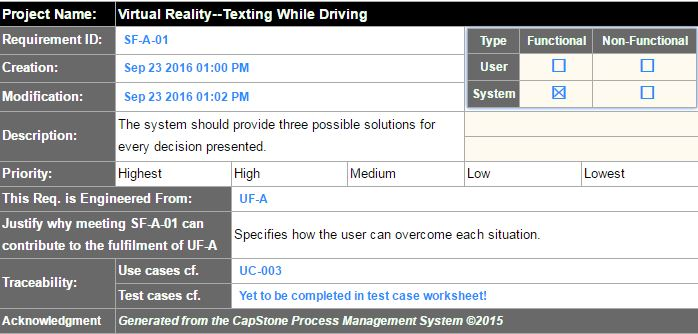 Project Name: Virtual Reality--Texting While Driving
Requirement ID: SF-A-01
Type Functional Non-Functional
User ☐ ☐
System ☒ ☐
Creation: Sep 23 2016 01:00 PM
Modification: Sep 23 2016 01:02 PM
Description: The system should provide three possible solutions for
every decision presented.
Priority: Highest High Medium Low Lowest
This Req. is Engineered From: UF-A
Justify why meeting SF-A-01 can
contribute to the fulfilment of UF-A
Specifies how the user can overcome each situation.
Traceability:
Use cases cf. UC-003
Test cases cf. Yet to be completed in test case worksheet!
Acknowledgment Generated from the CapStone Process Management System ©2015